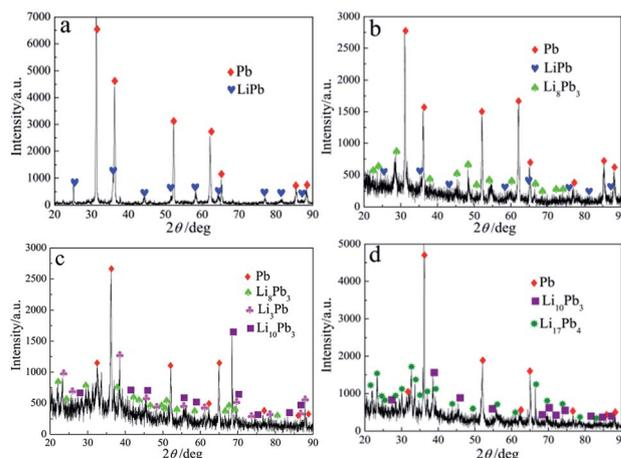 a
7000
6000
5000
4000
3000
2000
1000
0
Intensity/a.u.
Pb
LiPb
20 30 40 50 60 70 80 90
2θ/deg
b
3000
2500
2000
1500
1000
500
0
Intensity/a.u.
Pb
LiPb
Li₈Pb₃
20 30 40 50 60 70 80 90
2θ/deg
c
3000
2500
2000
1500
1000
500
0
Intensity/a.u.
Pb
Li₈Pb₃
Li₃Pb
Li₁₀Pb₃
20 30 40 50 60 70 80 90
2θ/deg
d
5000
4000
3000
2000
1000
0
Intensity/a.u.
Pb
Li₁₀Pb₃
Li₁₇Pb₄
20 30 40 50 60 70 80 90
2θ/deg